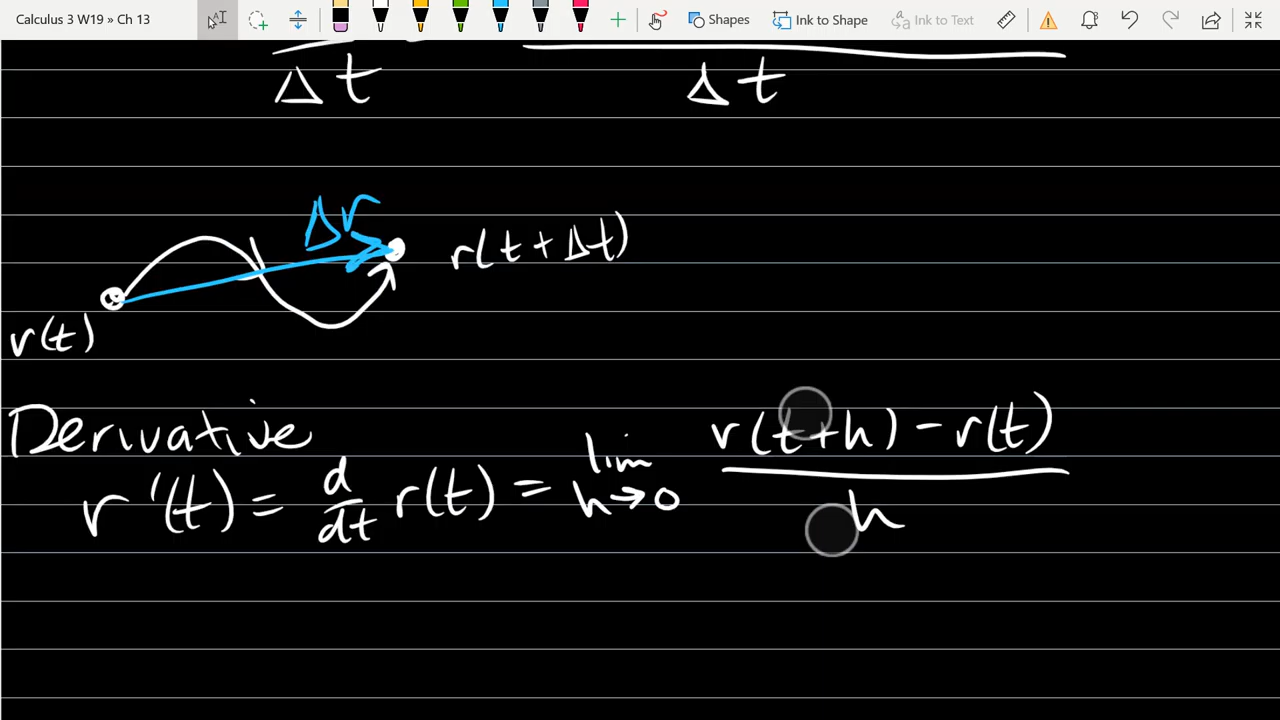 Calculus 3 W19 » Ch 13
Shapes Ink to Shape Ink to Text
Δt Δt
Δr
r(t+Δt)
r(t)
Derivative
r'(t) = d/dt r(t) = lim h→0 r(t+h) - r(t) / h